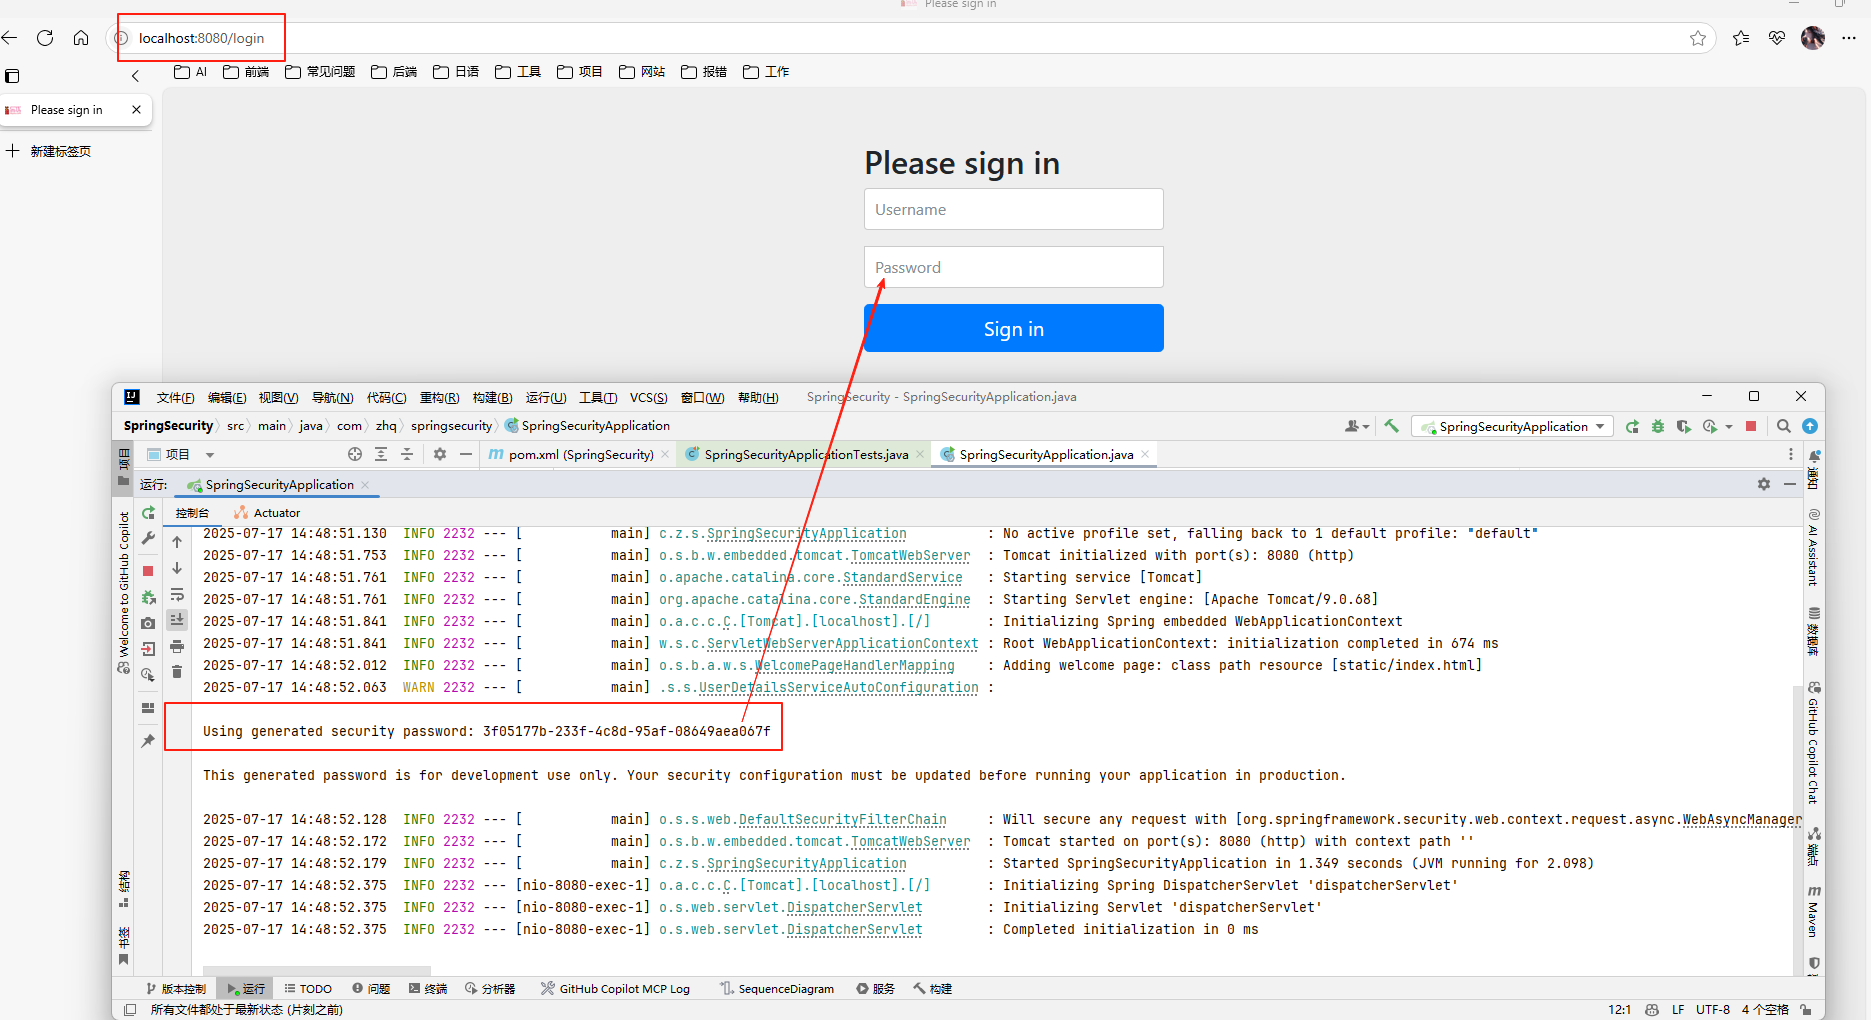 Please sign in
localhost:8080/login
AI 前端 常见问题 后端 日语 工具 项目 网站 报错 工作
Please sign in
新建标签页
Please sign in
Username
Password
Sign in
文件(F) 编辑(E) 视图(V) 导航(N) 代码(C) 重构(R) 构建(B) 运行(U) 工具(T) VCS(S) 窗口(W) 帮助(H) SpringSecurity - SpringSecurityApplication.java
SpringSecurity src main java com zhq springsecurity SpringSecurityApplication
SpringSecurityApplication
项目
项目
pom.xml (SpringSecurity) SpringSecurityApplicationTests.java SpringSecurityApplication.java
运行: SpringSecurityApplication
控制台 Actuator
2025-07-17 14:48:51.130 INFO 2232 --- [ main] c.z.s.SpringSecurityApplication : No active profile set, falling back to 1 default profile: "default"
2025-07-17 14:48:51.753 INFO 2232 --- [ main] o.s.b.w.embedded.tomcat.TomcatWebServer : Tomcat initialized with port(s): 8080 (http)
2025-07-17 14:48:51.761 INFO 2232 --- [ main] o.apache.catalina.core.StandardService : Starting service [Tomcat]
2025-07-17 14:48:51.761 INFO 2232 --- [ main] org.apache.catalina.core.StandardEngine : Starting Servlet engine: [Apache Tomcat/9.0.68]
2025-07-17 14:48:51.841 INFO 2232 --- [ main] o.a.c.c.C.[Tomcat].[localhost].[/] : Initializing Spring embedded WebApplicationContext
2025-07-17 14:48:51.841 INFO 2232 --- [ main] w.s.c.ServletWebServerApplicationContext : Root WebApplicationContext: initialization completed in 674 ms
2025-07-17 14:48:52.012 INFO 2232 --- [ main] o.s.b.a.w.s.WelcomePageHandlerMapping : Adding welcome page: class path resource [static/index.html]
2025-07-17 14:48:52.063 WARN 2232 --- [ main] .s.s.UserDetailsServiceAutoConfiguration :
Using generated security password: 3f05177b-233f-4c8d-95af-08649aea067f
This generated password is for development use only. Your security configuration must be updated before running your application in production.
2025-07-17 14:48:52.128 INFO 2232 --- [ main] o.s.s.web.DefaultSecurityFilterChain : Will secure any request with [org.springframework.security.web.context.request.async.WebAsyncManager
2025-07-17 14:48:52.172 INFO 2232 --- [ main] o.s.b.w.embedded.tomcat.TomcatWebServer : Tomcat started on port(s): 8080 (http) with context path ''
2025-07-17 14:48:52.179 INFO 2232 --- [ main] c.z.s.SpringSecurityApplication : Started SpringSecurityApplication in 1.349 seconds (JVM running for 2.098)
2025-07-17 14:48:52.375 INFO 2232 --- [nio-8080-exec-1] o.a.c.c.C.[Tomcat].[localhost].[/] : Initializing Spring DispatcherServlet 'dispatcherServlet'
2025-07-17 14:48:52.375 INFO 2232 --- [nio-8080-exec-1] o.s.web.servlet.DispatcherServlet : Initializing Servlet 'dispatcherServlet'
2025-07-17 14:48:52.375 INFO 2232 --- [nio-8080-exec-1] o.s.web.servlet.DispatcherServlet : Completed initialization in 0 ms
Welcome to GitHub Copilot
结构
书签
通知
AI Assistant
数据库
GitHub Copilot Chat
端点
Maven
版本控制 运行 TODO 问题 终端 分析器 GitHub Copilot MCP Log SequenceDiagram 服务 构建
所有文件都处于最新状态 (片刻之前) 12:1 LF UTF-8 4 个空格